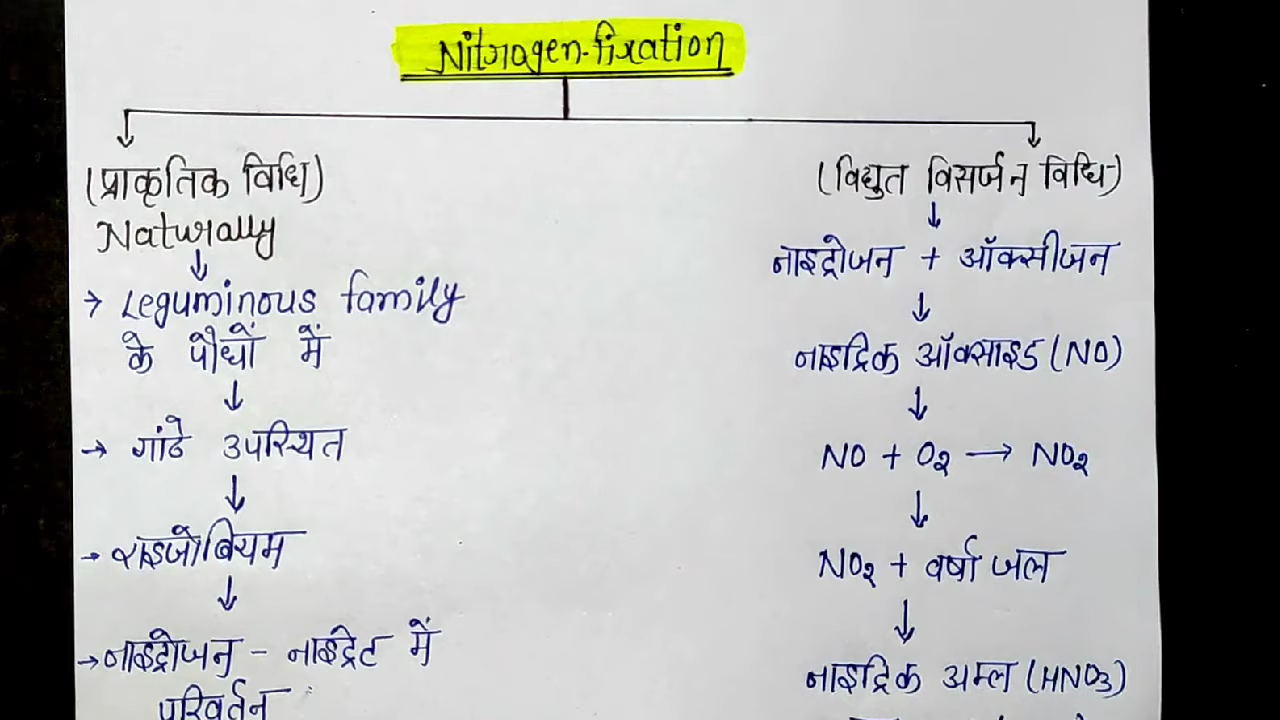 Nitrogen-fixation
(प्राकृतिक विधि)
Naturally
→ Leguminous family
के पौधों में
→ गांठे उपस्थित
→ राइजोबियम
→ नाइट्रोजन - नाइट्रेट में
परिवर्तन
(विद्युत विसर्जन विधि)
नाइट्रोजन + ऑक्सीजन
नाइट्रिक ऑक्साइड (NO)
NO + O₂ → NO₂
NO₂ + वर्षा जल
नाइट्रिक अम्ल (HNO₃)